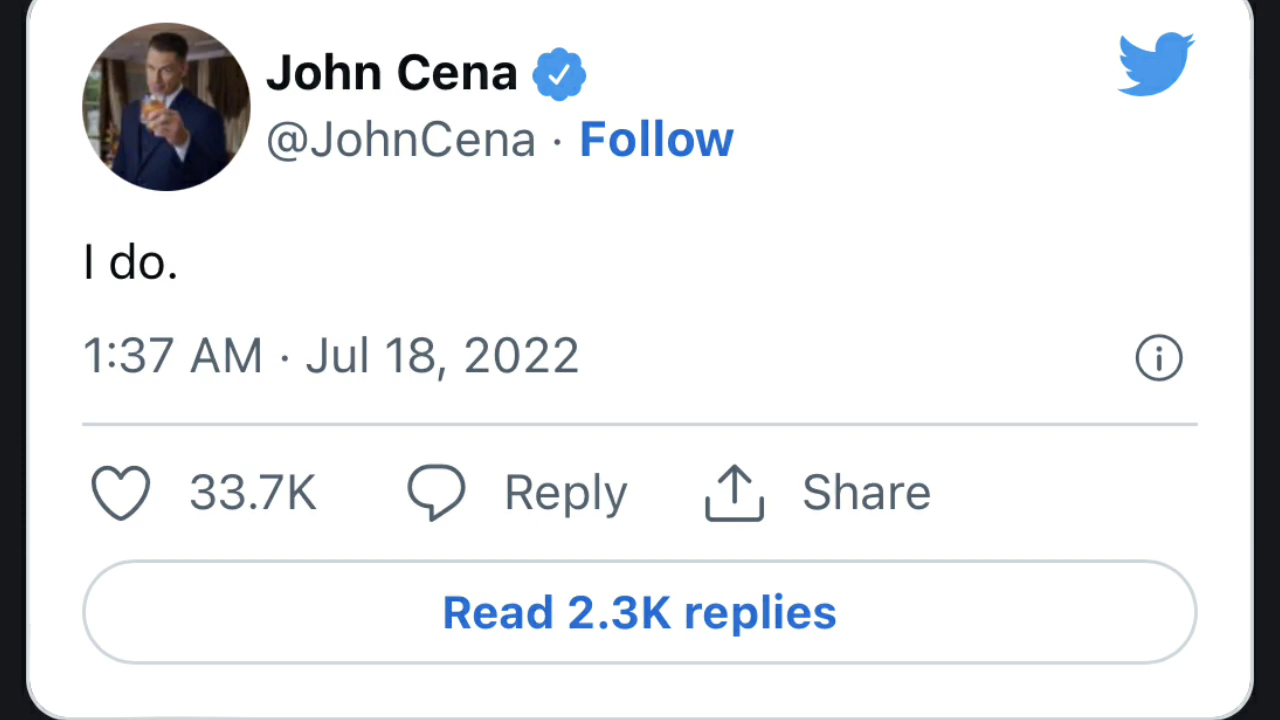 John Cena
@JohnCena · Follow
I do.
1:37 AM · Jul 18, 2022
33.7K Reply Share
Read 2.3K replies